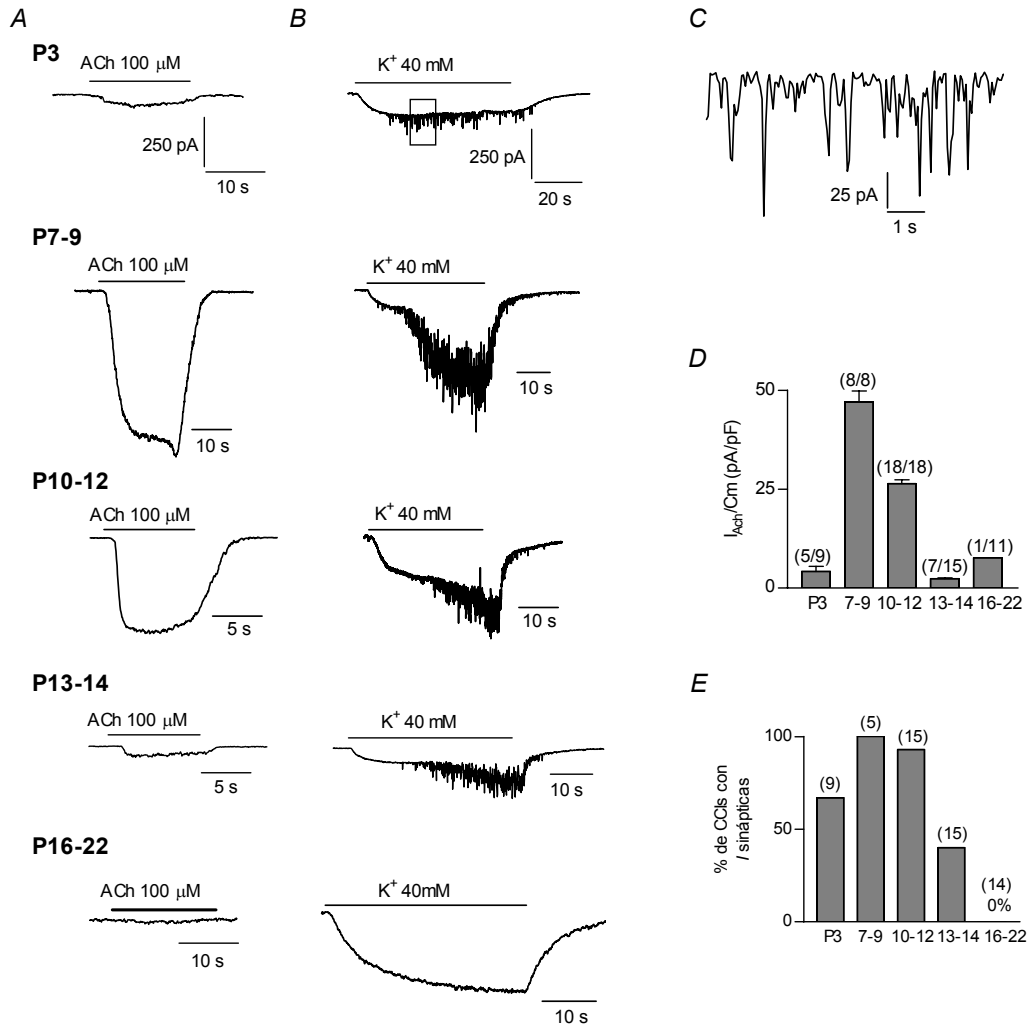 A
B
C
P3
ACh 100 μM
K+ 40 mM
250 pA
10 s
250 pA
20 s
25 pA
1 s
P7-9
ACh 100 μM
K+ 40 mM
10 s
10 s
P10-12
ACh 100 μM
K+ 40 mM
5 s
10 s
P13-14
ACh 100 μM
K+ 40 mM
5 s
10 s
P16-22
ACh 100 μM
K+ 40mM
10 s
10 s
D
IAch/Cm (pA/pF)
50
25
0
(5/9)
(8/8)
(18/18)
(7/15)
(1/11)
P3 7-9 10-12 13-14 16-22
E
% de CCIs con
I sinápticas
100
50
0
(9)
(5)
(15)
(15)
(14)
0%
P3 7-9 10-12 13-14 16-22